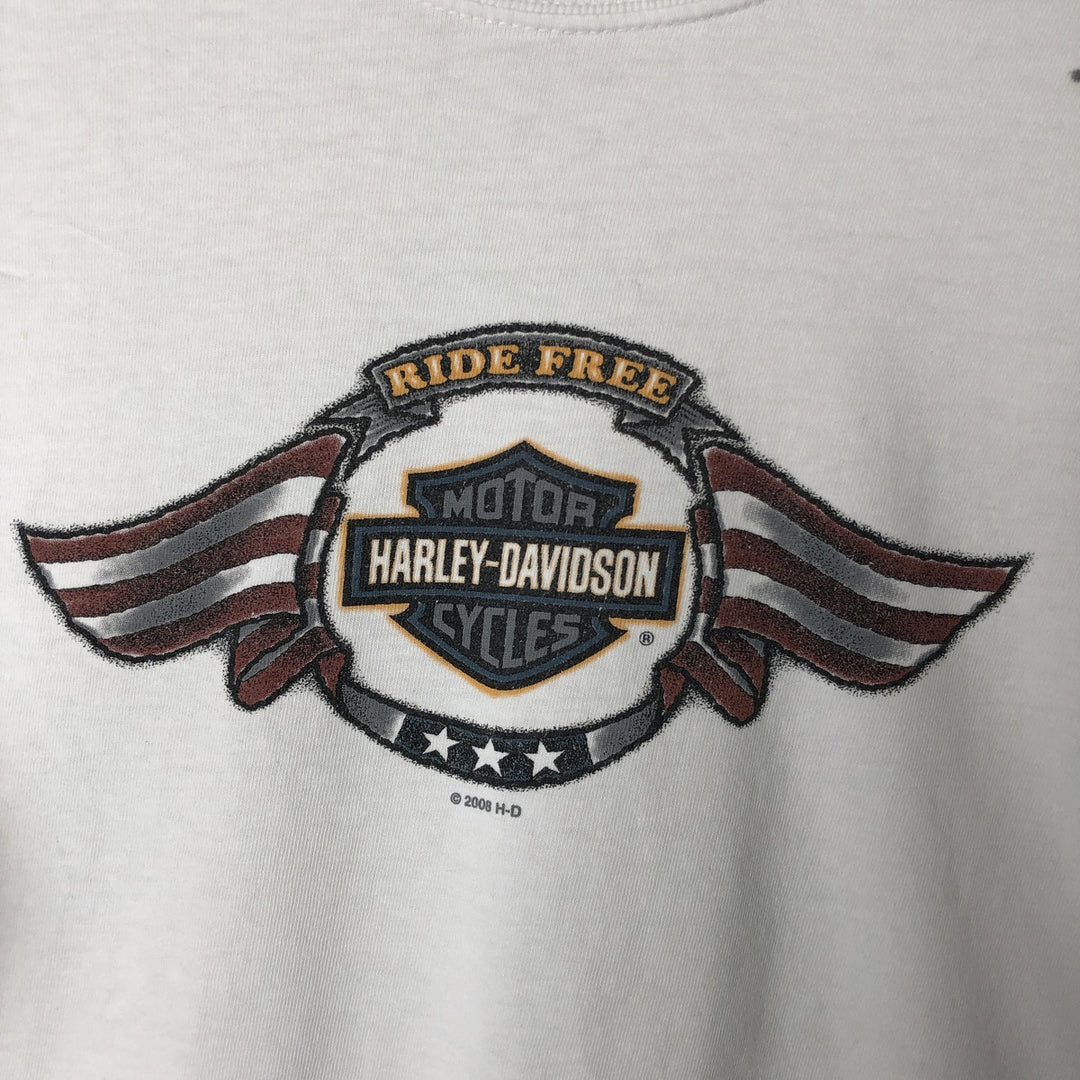 RIDE FREE
MOTOR
HARLEY-DAVIDSON
CYCLES
®
© 2008 H-D